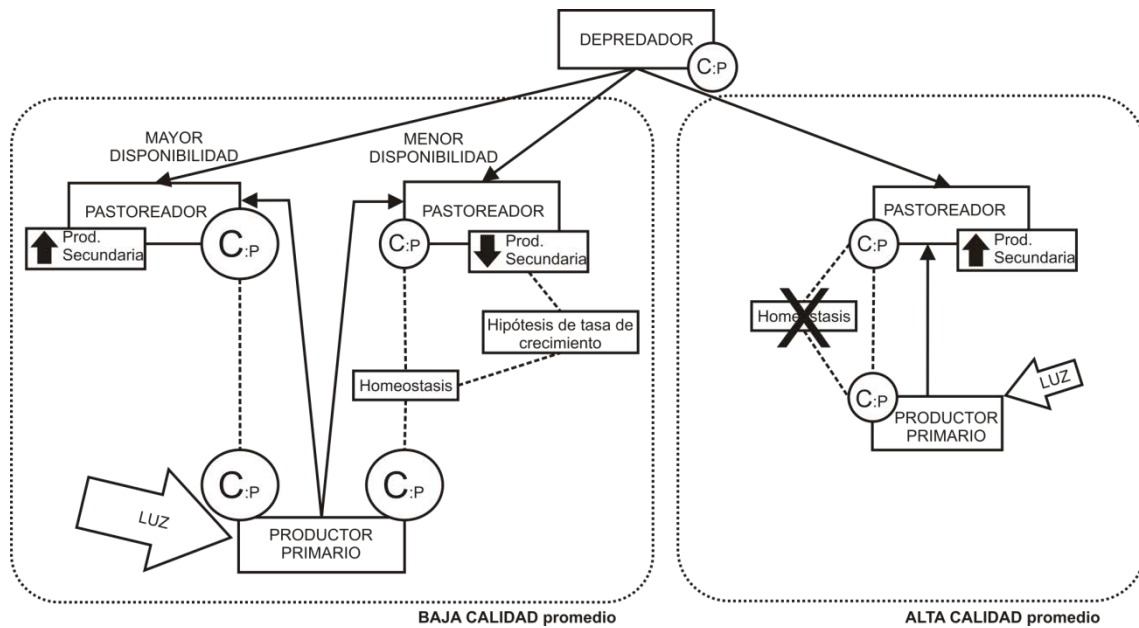 DEPREDADOR
C:P
MAYOR
DISPONIBILIDAD
MENOR
DISPONIBILIDAD
PASTOREADOR
Prod.
Secundaria
C:P
PASTOREADOR
C:P
Prod.
Secundaria
Hipótesis de tasa de
crecimiento
Homeostasis
C:P
C:P
LUZ
PRODUCTOR
PRIMARIO
BAJA CALIDAD promedio
PASTOREADOR
C:P
Prod.
Secundaria
Homeostasis
LUZ
C:P
PRODUCTOR
PRIMARIO
ALTA CALIDAD promedio